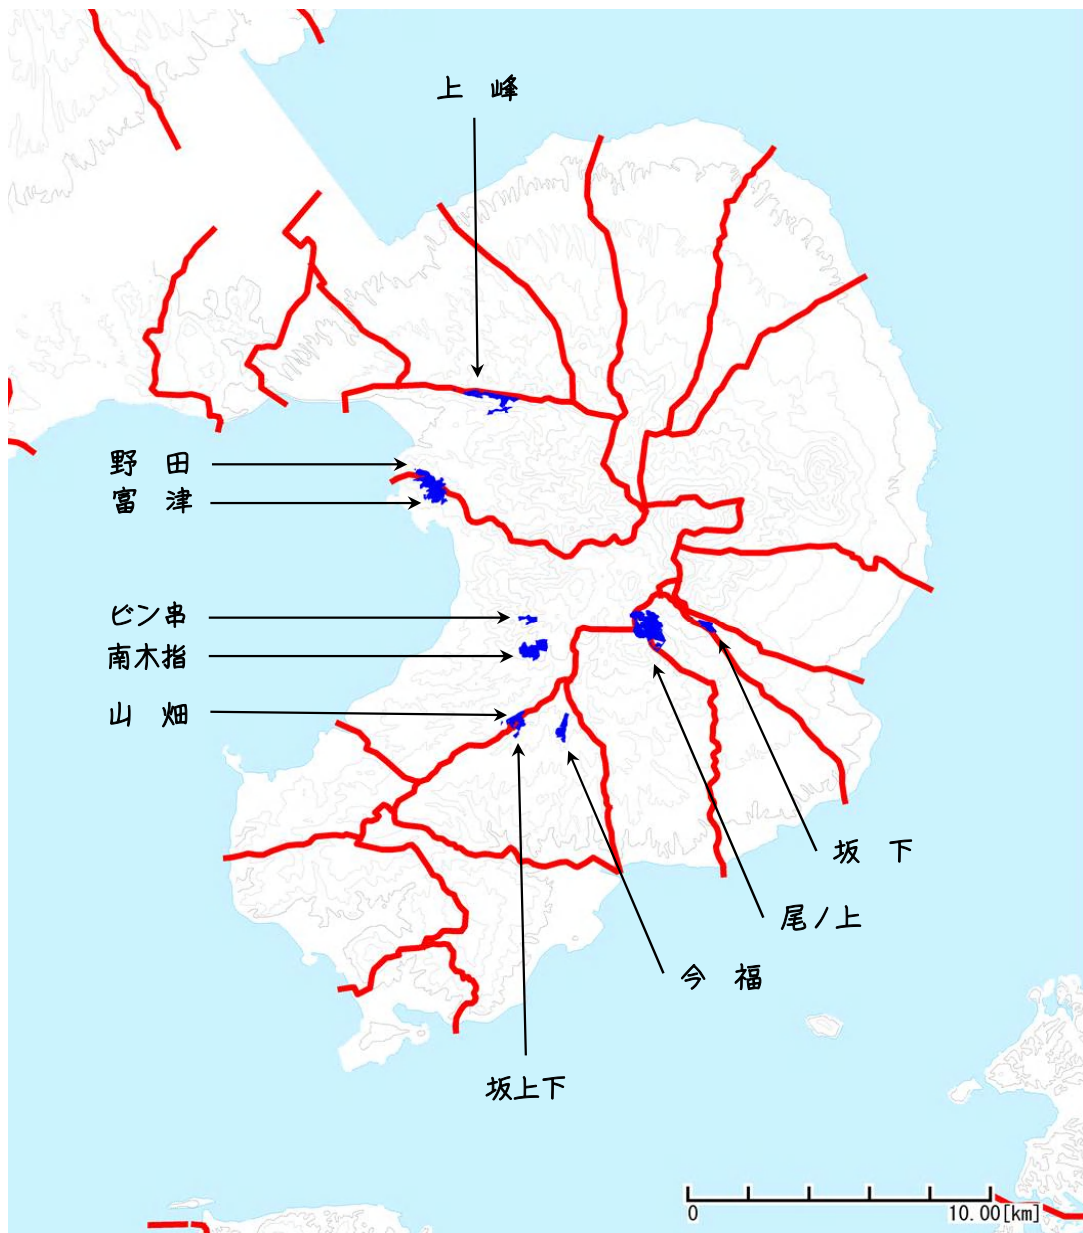 上 峰
野 田
富 津
ビン串
南木指
山 畑
坂 下
尾ノ上
今 福
坂上下
0 10.00[km]